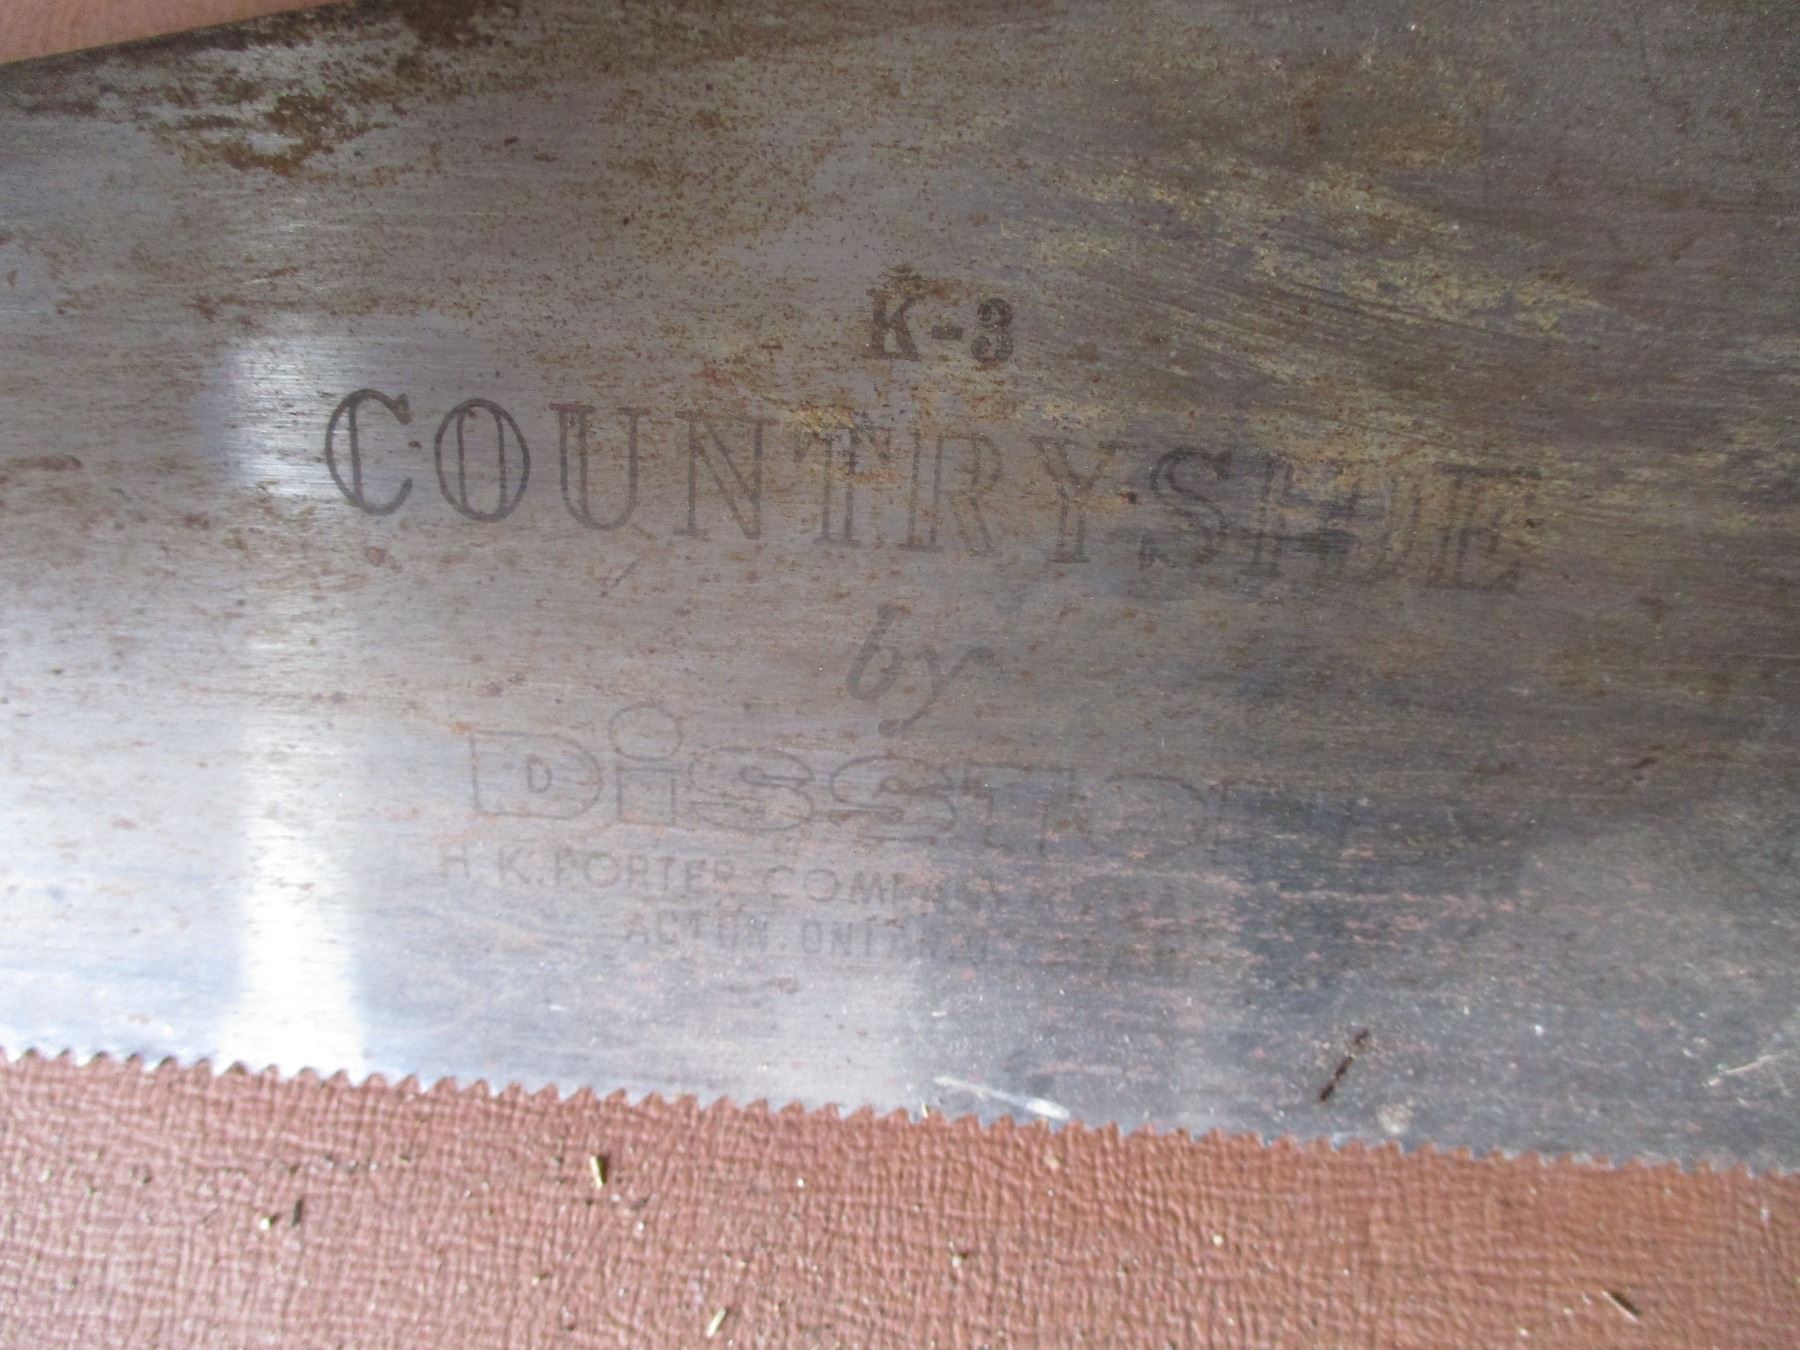 K-3
COUNTRYSIDE
by
D
DISSTON
H.K. PORTER COMPANY
ACTON, ONTARIO